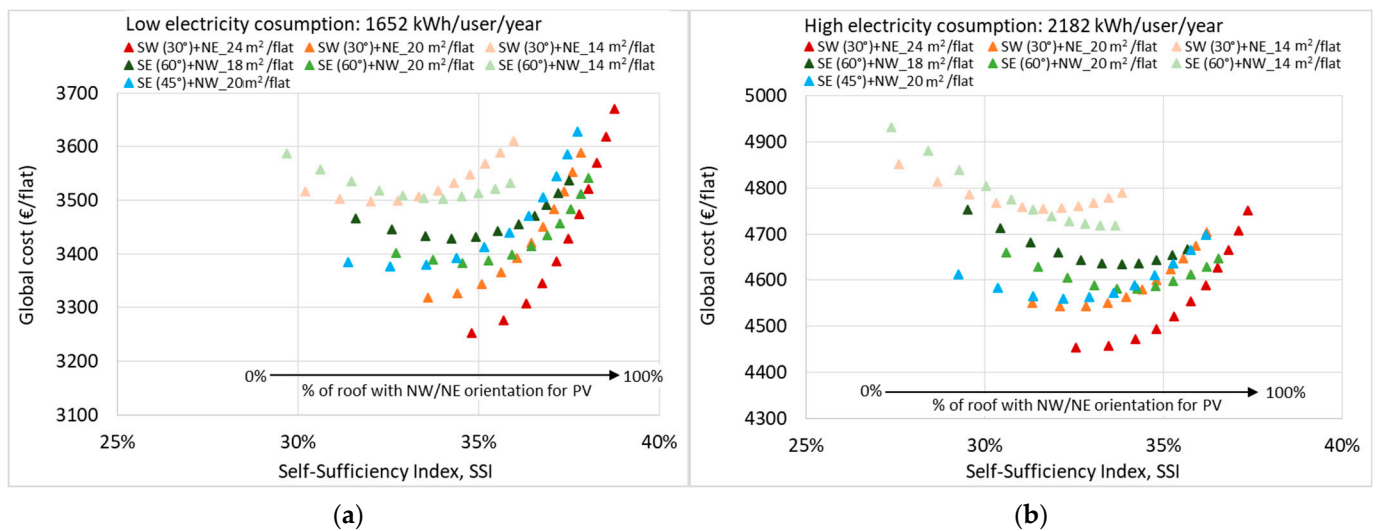 Low electricity cosumption: 1652 kWh/user/year
SW (30°)+NE_24 m²/flat SW (30°)+NE_20 m²/flat SW (30°)+NE_14 m²/flat
SE (60°)+NW_18 m²/flat SE (60°)+NW_20 m²/flat SE (60°)+NW_14 m²/flat
SE (45°)+NW_20 m²/flat
3700
3600
3500
3400
3300
3200
3100
Global cost (€/flat)
0% 100%
% of roof with NW/NE orientation for PV
25% 30% 35% 40%
Self-Sufficiency Index, SSI
(a)
High electricity cosumption: 2182 kWh/user/year
SW (30°)+NE_24 m²/flat SW (30°)+NE_20 m²/flat SW (30°)+NE_14 m²/flat
SE (60°)+NW_18 m²/flat SE (60°)+NW_20 m²/flat SE (60°)+NW_14 m²/flat
SE (45°)+NW_20 m²/flat
5000
4900
4800
4700
4600
4500
4400
4300
Global cost (€/flat)
0% 100%
% of roof with NW/NE orientation for PV
25% 30% 35% 40%
Self-Sufficiency Index, SSI
(b)